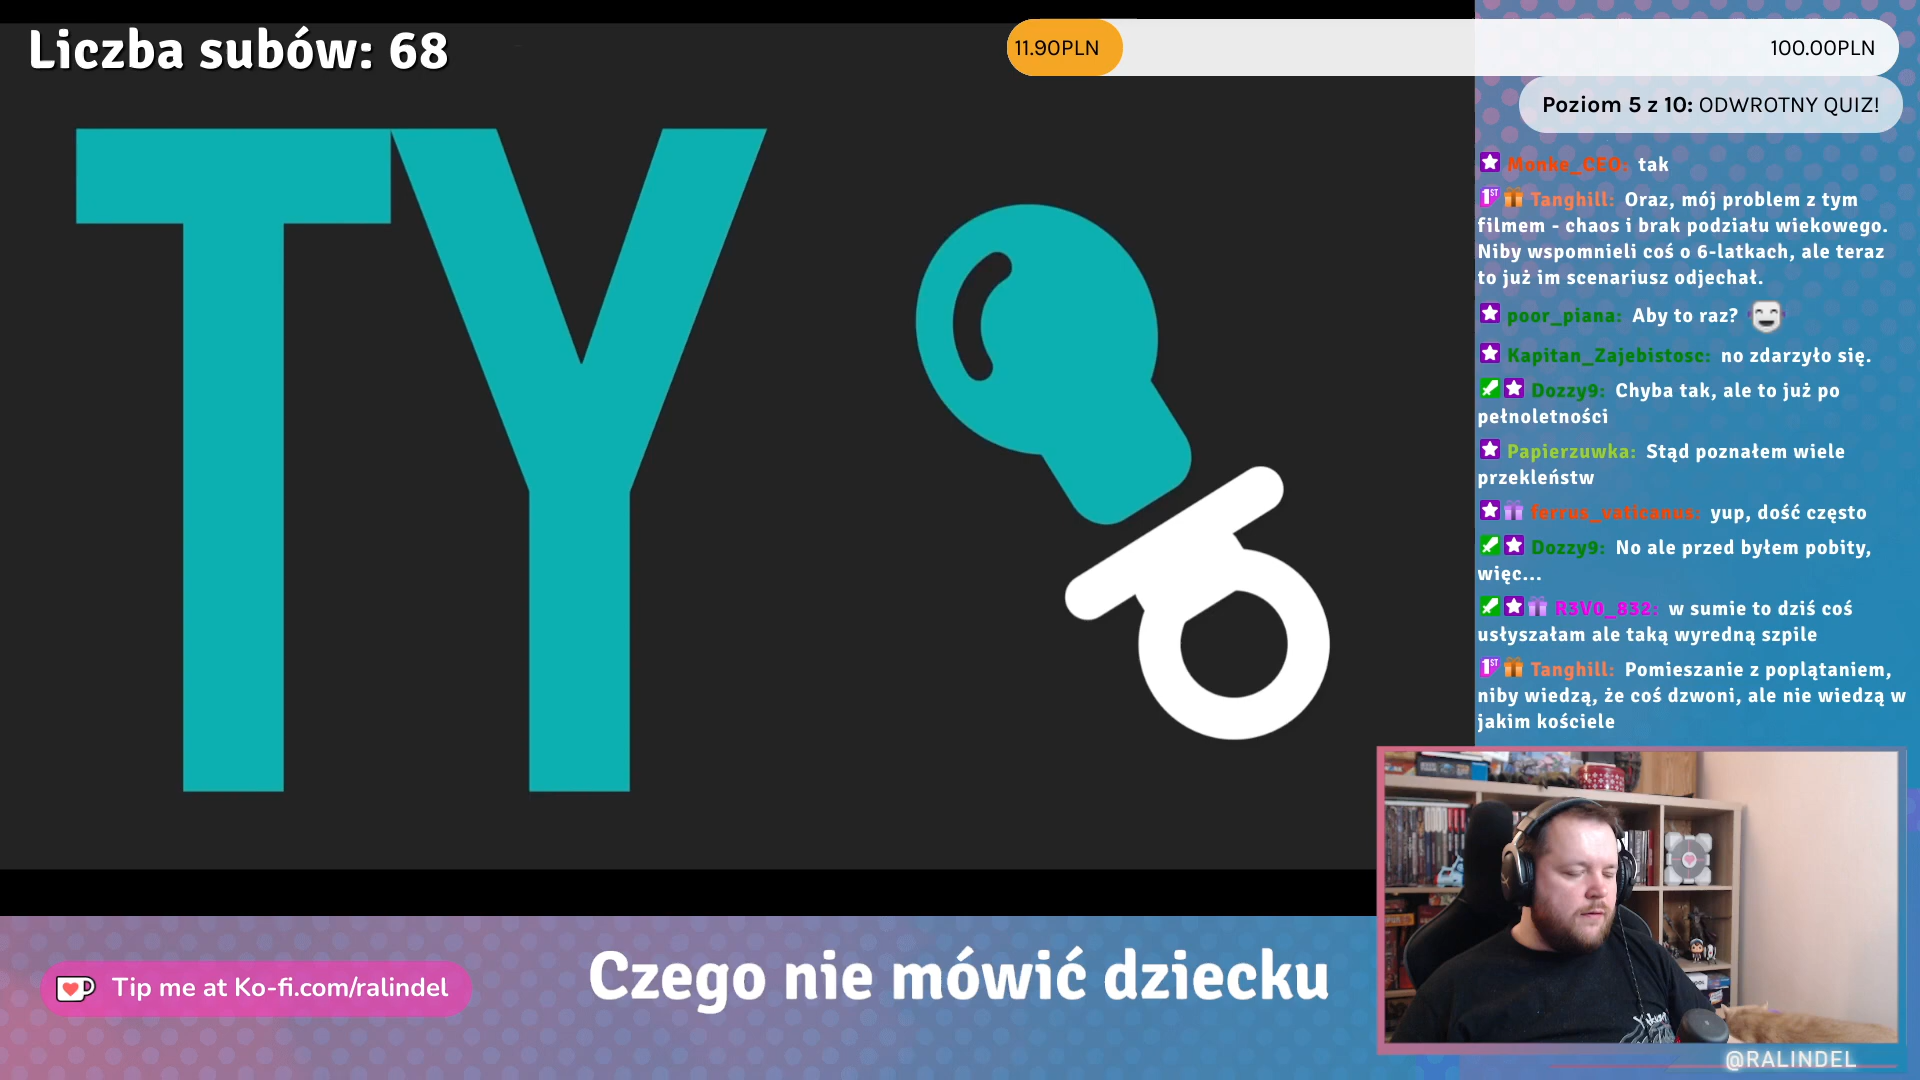 Liczba subów: 68
11.90PLN
100.00PLN
Poziom 5 z 10: ODWROTNY QUIZ!
TY
Monke_CEO: tak
1ST Tanghill: Oraz, mój problem z tym
filmem - chaos i brak podziału wiekowego.
Niby wspomnieli coś o 6-latkach, ale teraz
to już im scenariusz odjechał.
poor_piana: Aby to raz?
Kapitan_Zajebistosc: no zdarzyło się.
Dozzy9: Chyba tak, ale to już po
pełnoletności
Papierzuwka: Stąd poznałem wiele
przekleństw
ferrus_vaticanus: yup, dość często
Dozzy9: No ale przed byłem pobity,
więc...
R3V0_832: w sumie to dziś coś
usłyszałam ale taką wyredną szpile
1ST Tanghill: Pomieszanie z poplątaniem,
niby wiedzą, że coś dzwoni, ale nie wiedzą w
jakim kościele
Tip me at Ko-fi.com/ralindel
Czego nie mówić dziecku
@RALINDEL